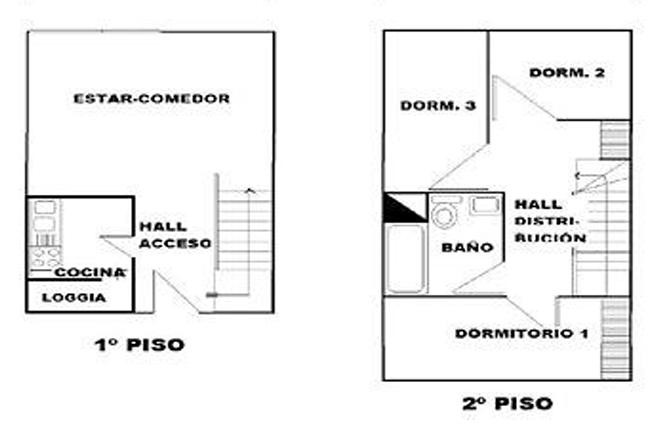 ESTAR-COMEDOR
HALL
ACCESO
COCINA
LOGGIA
1º PISO
DORM. 2
DORM. 3
HALL
DISTRI-
BUCIÓN
BAÑO
DORMITORIO 1
2º PISO